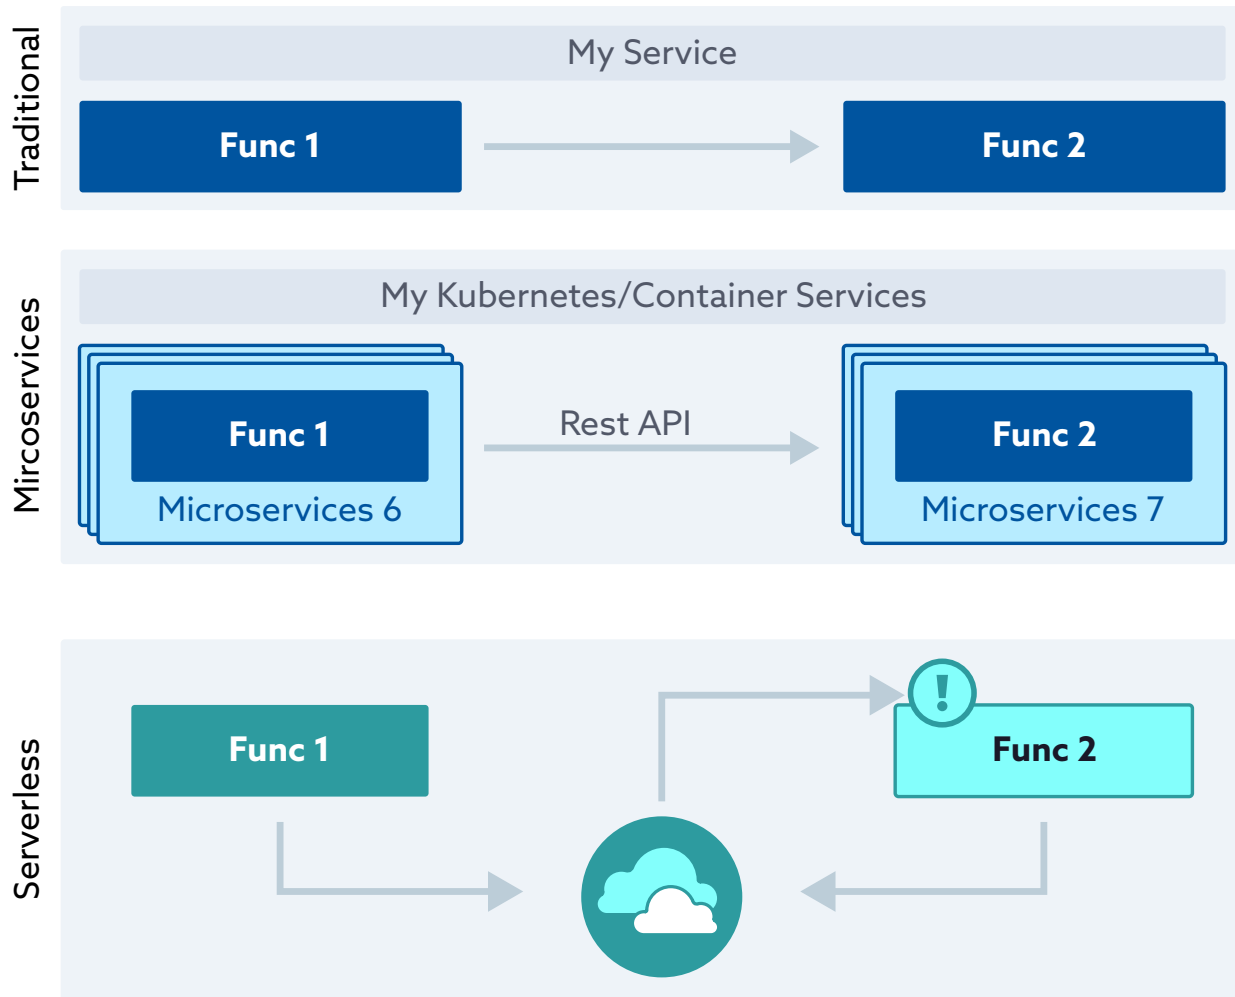 Traditional
My Service
Func 1
Func 2
Mircoservices
My Kubernetes/Container Services
Func 1
Microservices 6
Rest API
Func 2
Microservices 7
Serverless
Func 1
!
Func 2